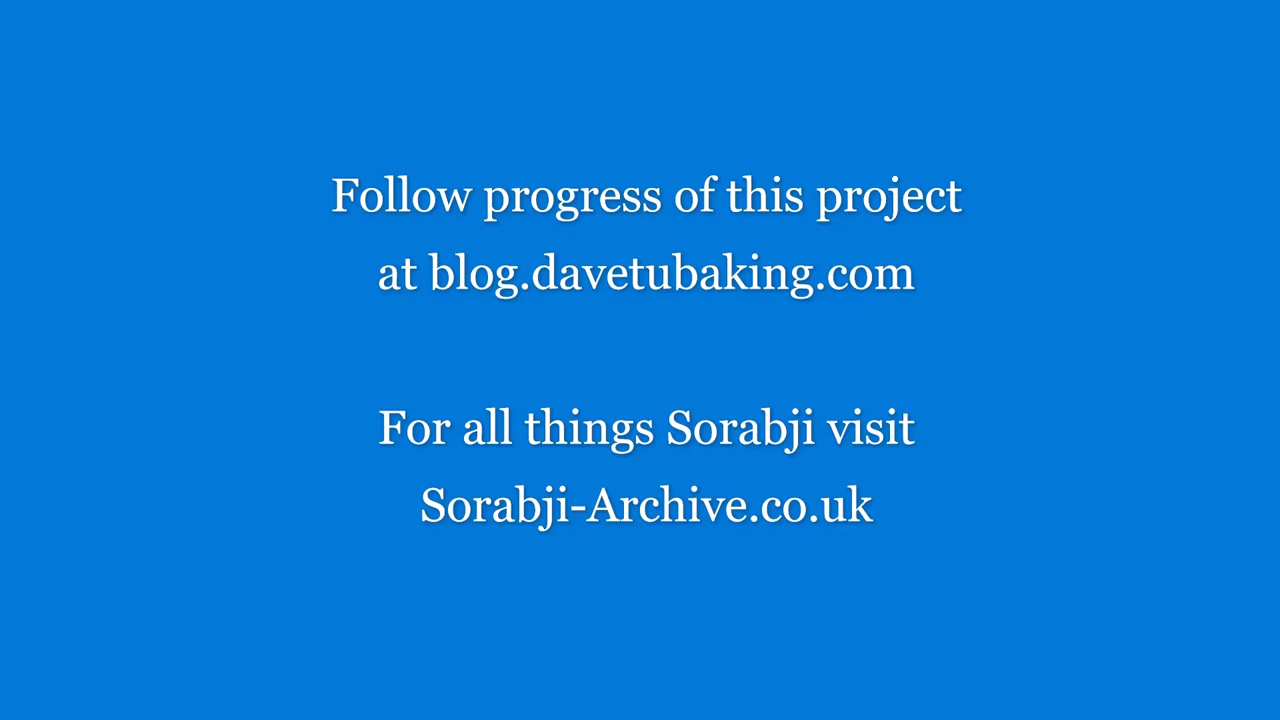 Follow progress of this project
at blog.davetubaking.com
For all things Sorabji visit
Sorabji-Archive.co.uk